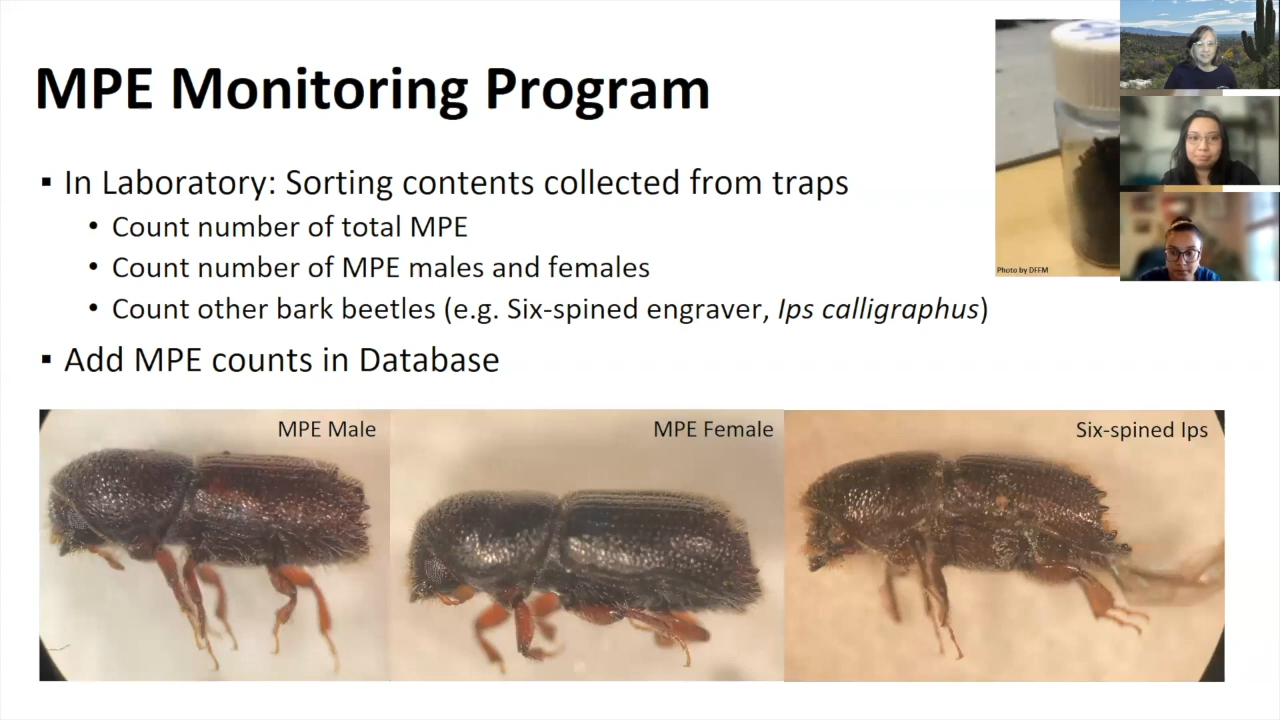 MPE Monitoring Program
▪ In Laboratory: Sorting contents collected from traps
• Count number of total MPE
• Count number of MPE males and females
• Count other bark beetles (e.g. Six-spined engraver, Ips calligraphus)
▪ Add MPE counts in Database
Photo by DFFM
MPE Male
MPE Female
Six-spined Ips